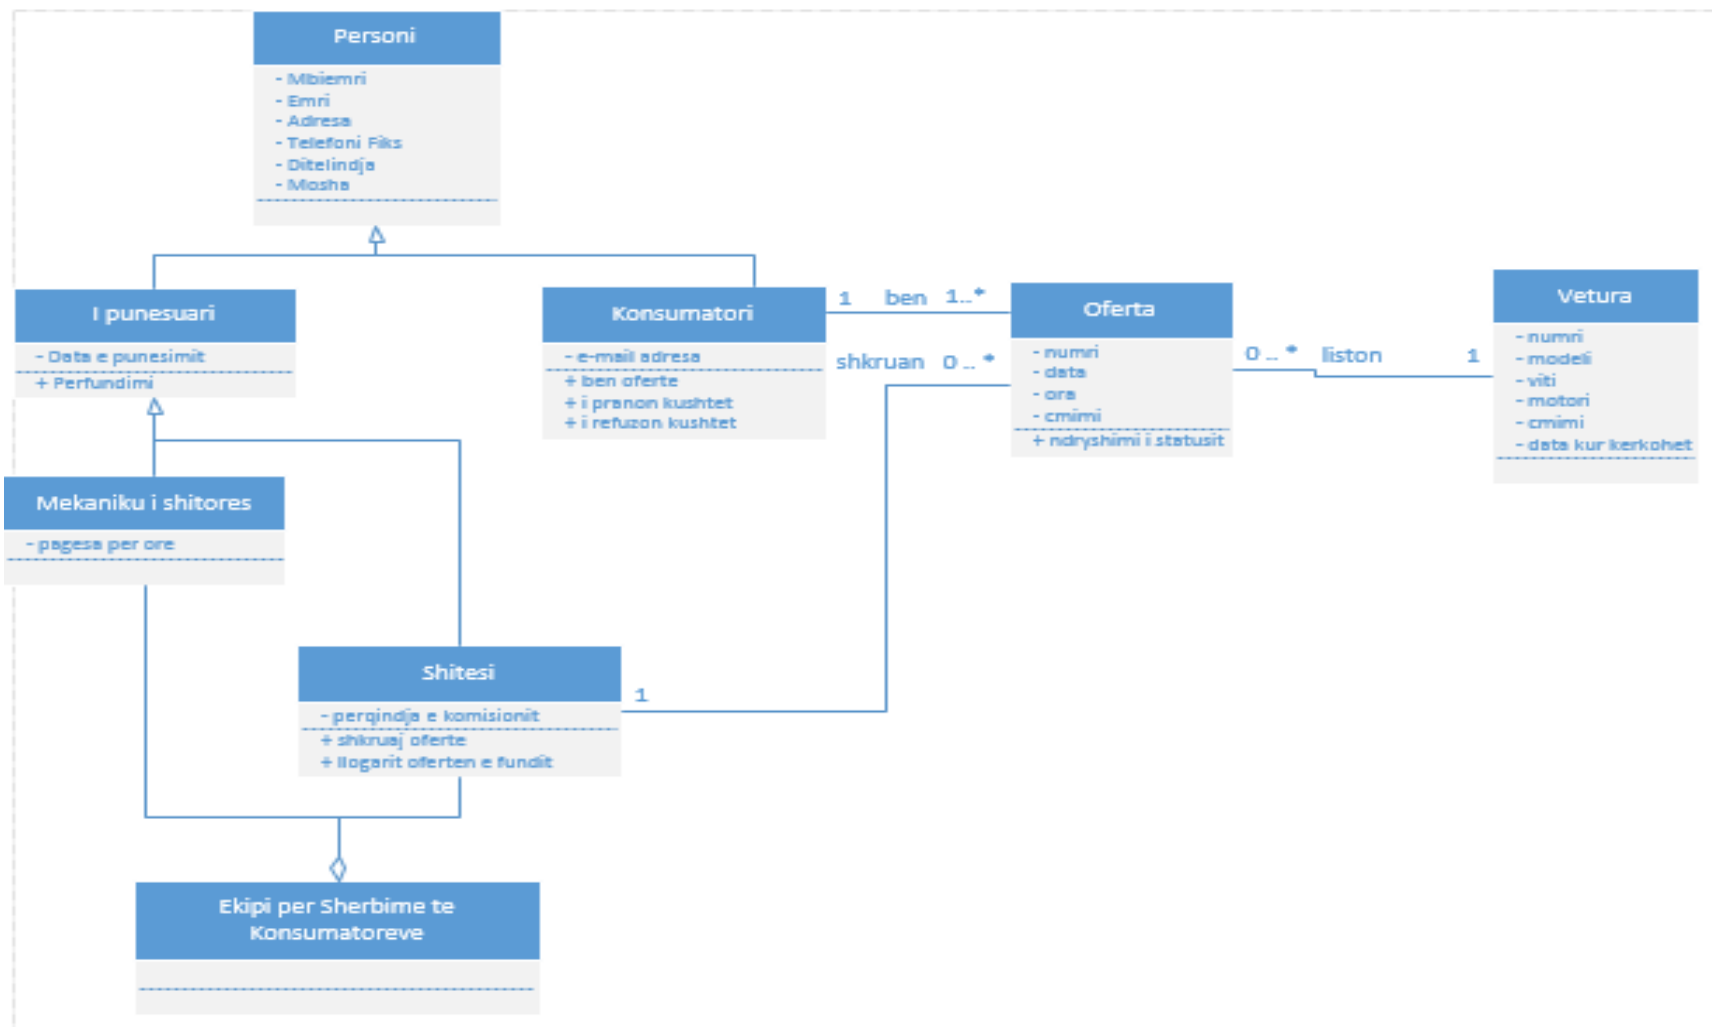 Personi
- Mbiemri
- Emri
- Adresa
- Telefoni Fiks
- Ditelindja
- Mosha
I punesuari
- Data e punesimit
+ Perfundimi
Konsumatori
- e-mail adresa
+ ben oferte
+ i pranon kushtet
+ i refuzon kushtet
1 ben 1..*
shkruan 0 .. *
Oferta
- numri
- data
- ora
- cmimi
+ ndryshimi i statusit
0 .. * liston 1
Vetura
- numri
- modeli
- viti
- motori
- cmimi
- data kur kerkohet
Mekaniku i shitores
- pagesa per ore
Shitesi
- perqindja e komisionit
+ shkruaj oferte
+ llogarit oferten e fundit
1
Ekipi per Sherbime te
Konsumatoreve